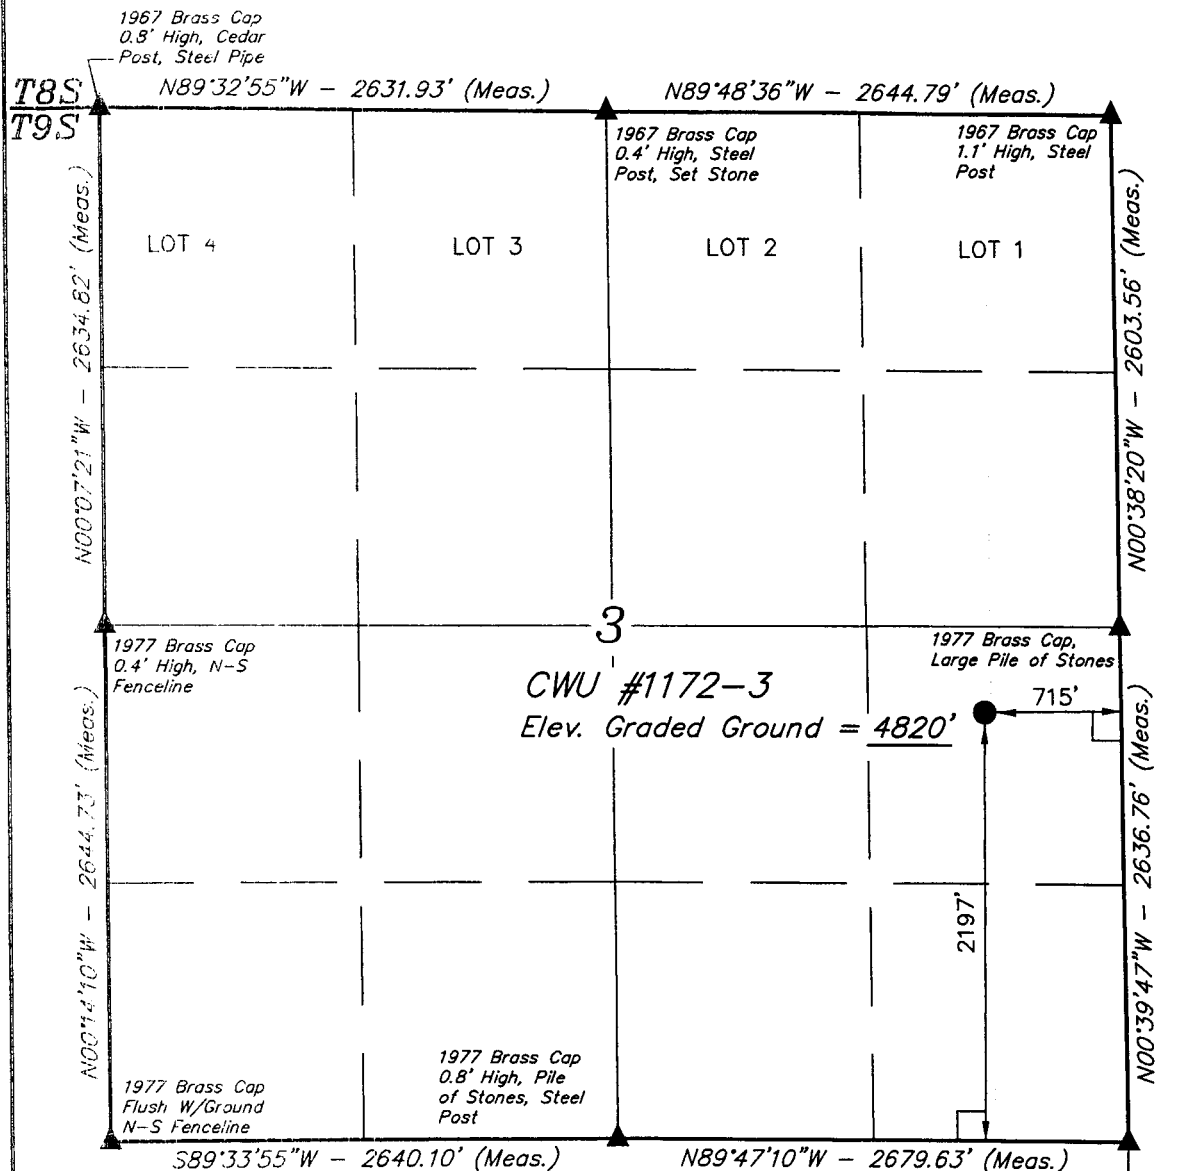 1967 Brass Cap
0.8' High, Cedar
Post, Steel Pipe
T8S
T9S
N89°32'55"W - 2631.93' (Meas.)
N89°48'36"W - 2644.79' (Meas.)
1967 Brass Cap
0.4' High, Steel
Post, Set Stone
1967 Brass Cap
1.1' High, Steel
Post
LOT 4
LOT 3
LOT 2
LOT 1
N00°07'21"W - 2634.82' (Meas.)
N00°38'20"W - 2603.56' (Meas.)
3
1977 Brass Cap
0.4' High, N-S
Fenceline
1977 Brass Cap,
Large Pile of Stones
CWU #1172-3
Elev. Graded Ground = 4820'
715'
2197'
N00°14'10"W - 2644.73' (Meas.)
N00°39'47"W - 2636.76' (Meas.)
1977 Brass Cap
Flush W/Ground
N-S Fenceline
1977 Brass Cap
0.8' High, Pile
of Stones, Steel
Post
S89°33'55"W - 2640.10' (Meas.)
N89°47'10"W - 2679.63' (Meas.)